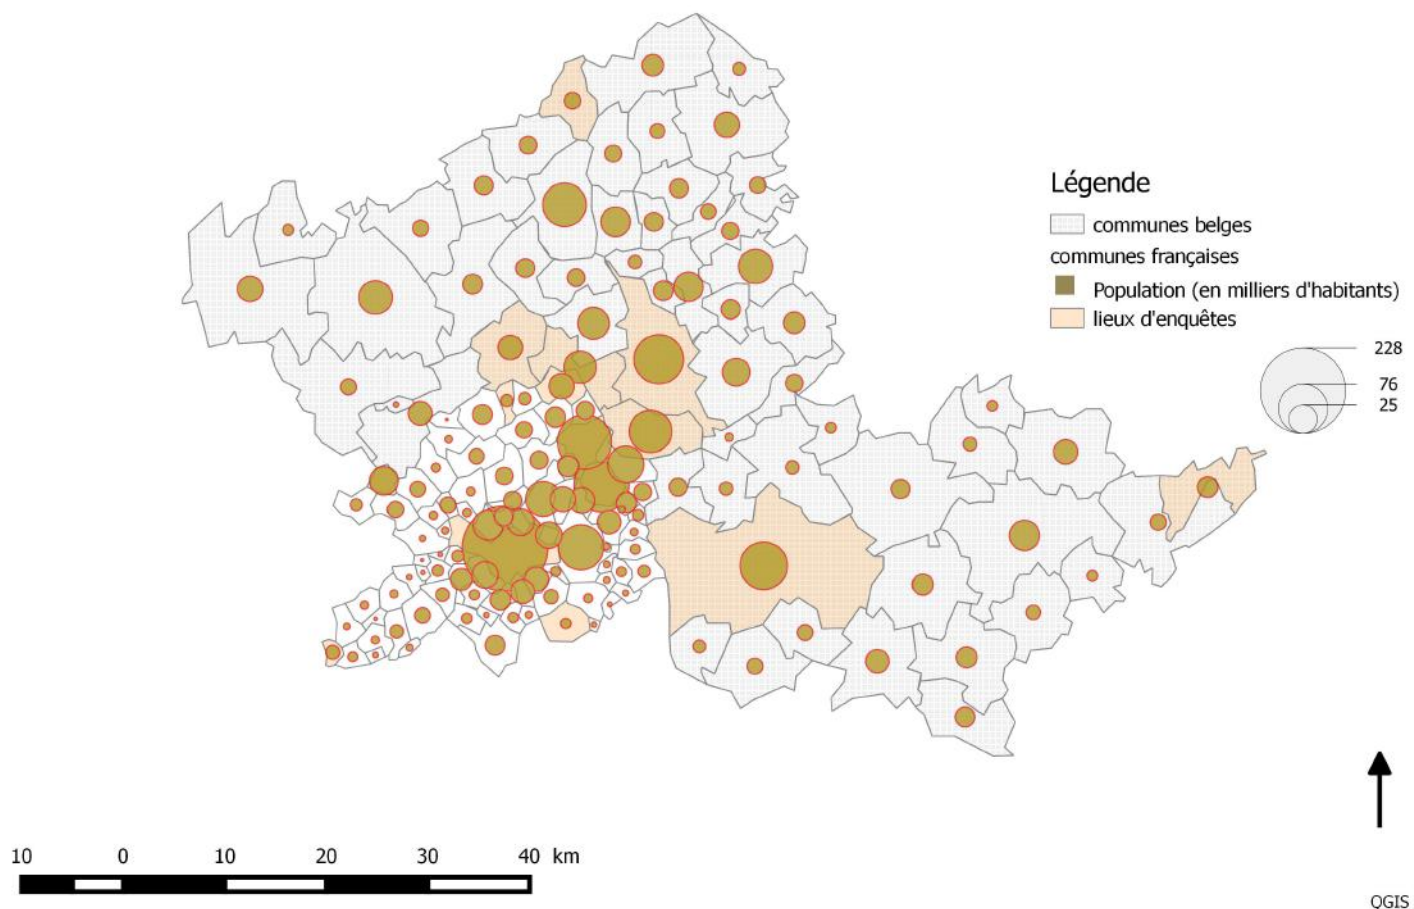 Légende
communes belges
communes françaises
Population (en milliers d'habitants)
lieux d'enquêtes
228
76
25
10 0 10 20 30 40 km
QGIS